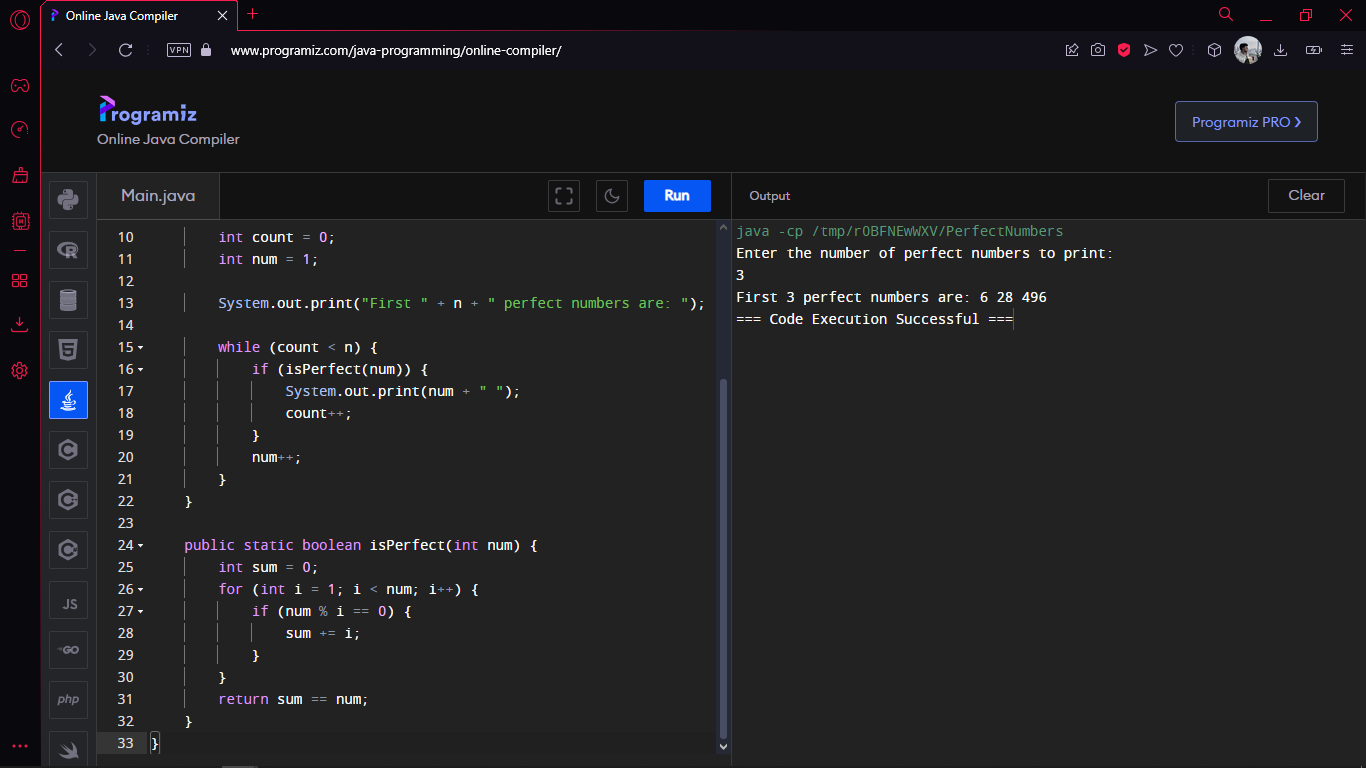 Online Java Compiler
VPN
www.programiz.com/java-programming/online-compiler/
Programiz
Online Java Compiler
Programiz PRO ❯
Main.java
Run
Output
Clear
10 int count = 0;
11 int num = 1;
12
13 System.out.print("First " + n + " perfect numbers are: ");
14
15 while (count < n) {
16 if (isPerfect(num)) {
17 System.out.print(num + " ");
18 count++;
19 }
20 num++;
21 }
22 }
23
24 public static boolean isPerfect(int num) {
25 int sum = 0;
26 for (int i = 1; i < num; i++) {
27 if (num % i == 0) {
28 sum += i;
29 }
30 }
31 return sum == num;
32 }
33 }
java -cp /tmp/rOBFNEwWXV/PerfectNumbers
Enter the number of perfect numbers to print:
3
First 3 perfect numbers are: 6 28 496
=== Code Execution Successful ===
R
5
C
C
C
JS
GO
php